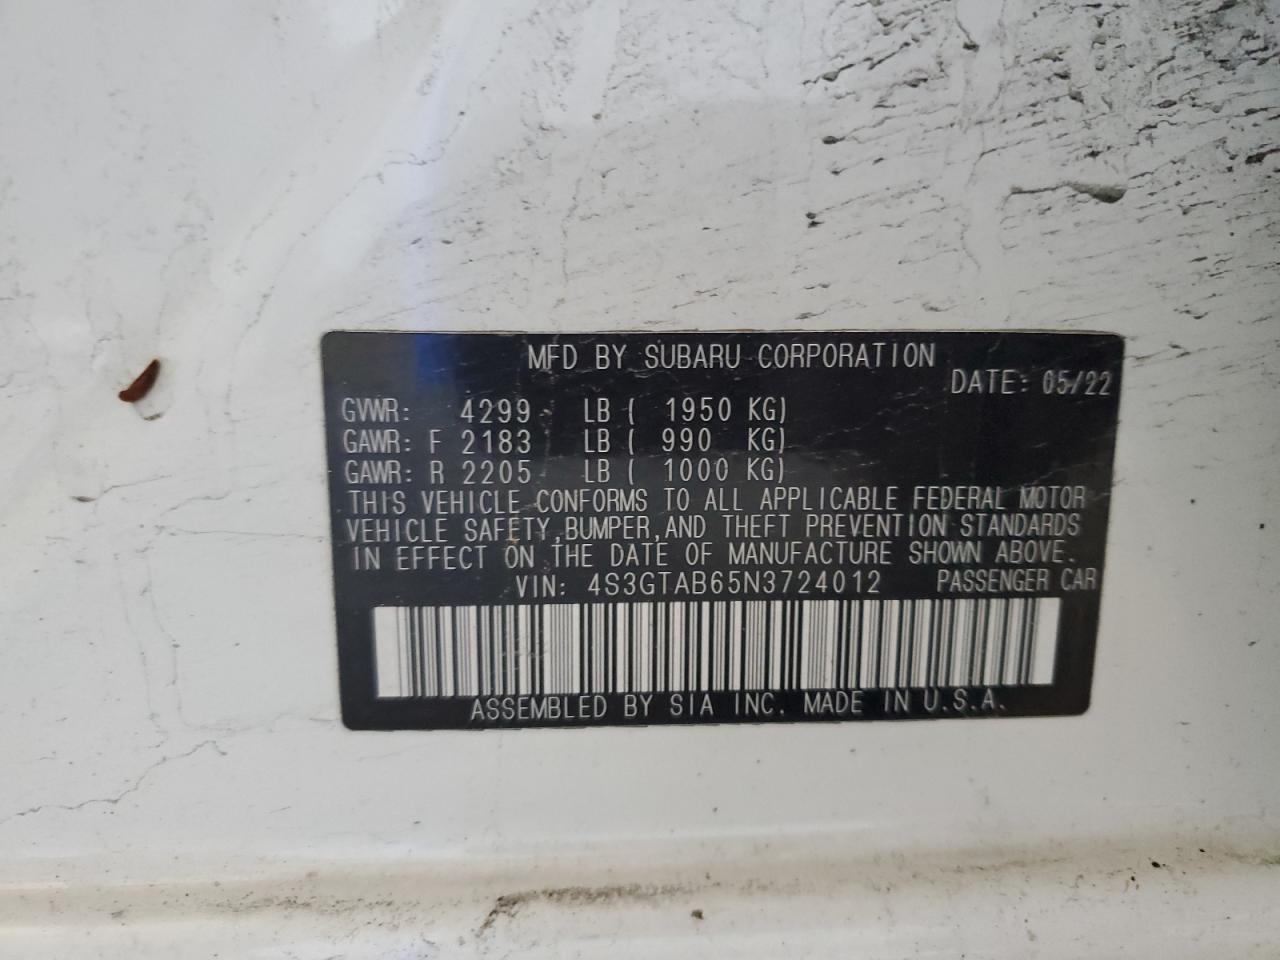 MFD BY SUBARU CORPORATION
DATE: 05/22
GVWR: 4299 LB ( 1950 KG)
GAWR: F 2183 LB ( 990 KG)
GAWR: R 2205 LB ( 1000 KG)
THIS VEHICLE CONFORMS TO ALL APPLICABLE FEDERAL MOTOR
VEHICLE SAFETY,BUMPER,AND THEFT PREVENTION STANDARDS
IN EFFECT ON THE DATE OF MANUFACTURE SHOWN ABOVE.
VIN: 4S3GTAB65N3724012 PASSENGER CAR
ASSEMBLED BY SIA INC. MADE IN U.S.A.